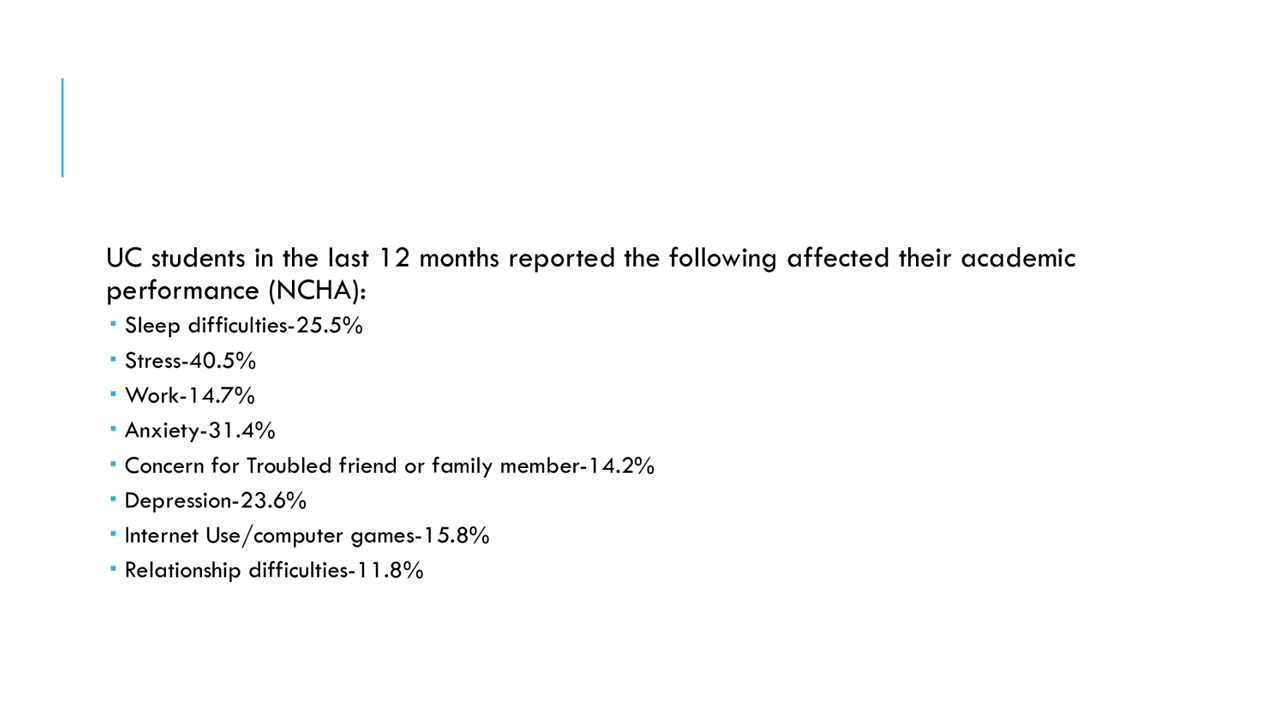 UC students in the last 12 months reported the following affected their academic
performance (NCHA):
▪ Sleep difficulties-25.5%
▪ Stress-40.5%
▪ Work-14.7%
▪ Anxiety-31.4%
▪ Concern for Troubled friend or family member-14.2%
▪ Depression-23.6%
▪ Internet Use/computer games-15.8%
▪ Relationship difficulties-11.8%